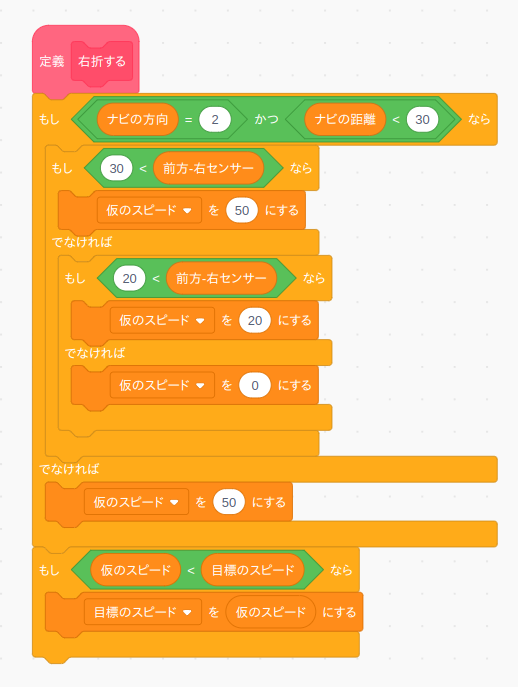 定義 右折する
もし ナビの方向 = 2 かつ ナビの距離 < 30 なら
もし 30 < 前方-右センサー なら
仮のスピード を 50 にする
でなければ
もし 20 < 前方-右センサー なら
仮のスピード を 20 にする
でなければ
仮のスピード を 0 にする
でなければ
仮のスピード を 50 にする
もし 仮のスピード < 目標のスピード なら
目標のスピード を 仮のスピード にする